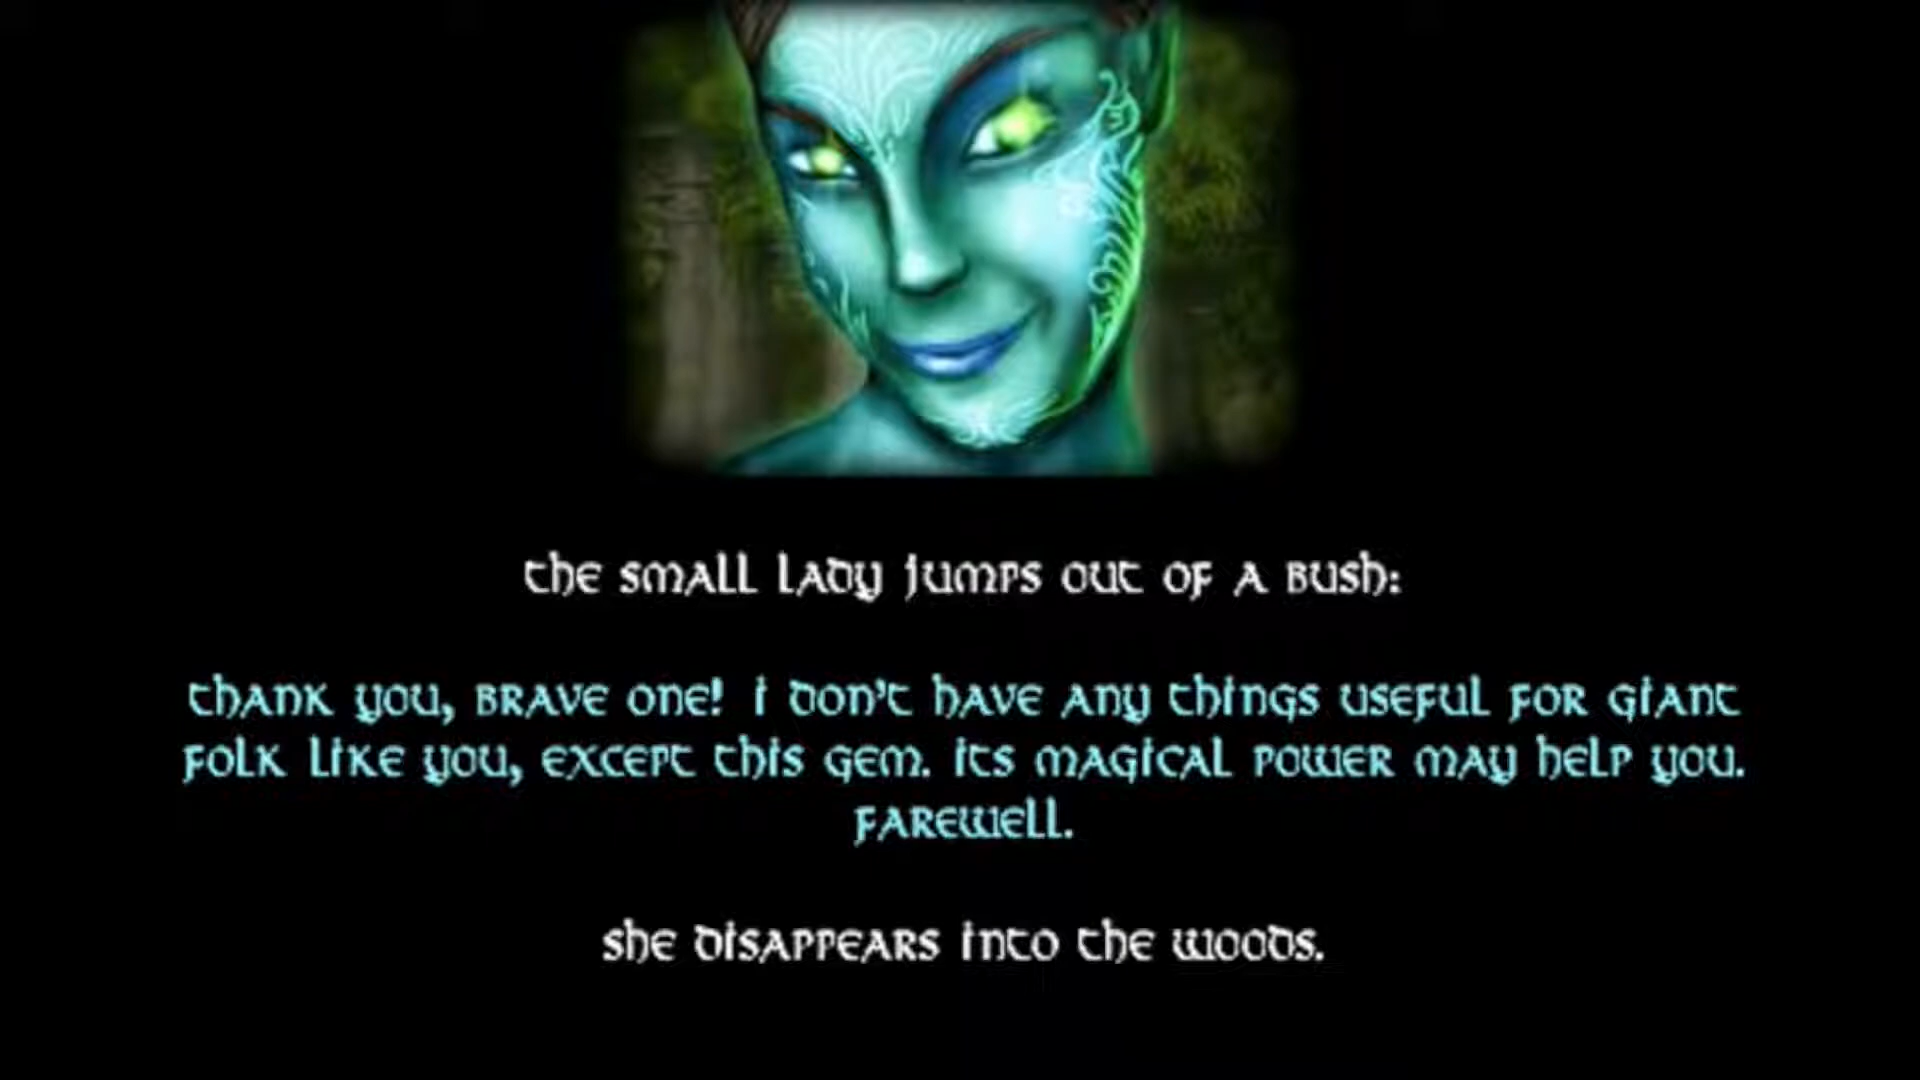 the small lady jumps out of a bush:
thank you, brave one! i don't have any things useful for giant
folk like you, except this gem. its magical power may help you.
farewell.
she disappears into the woods.